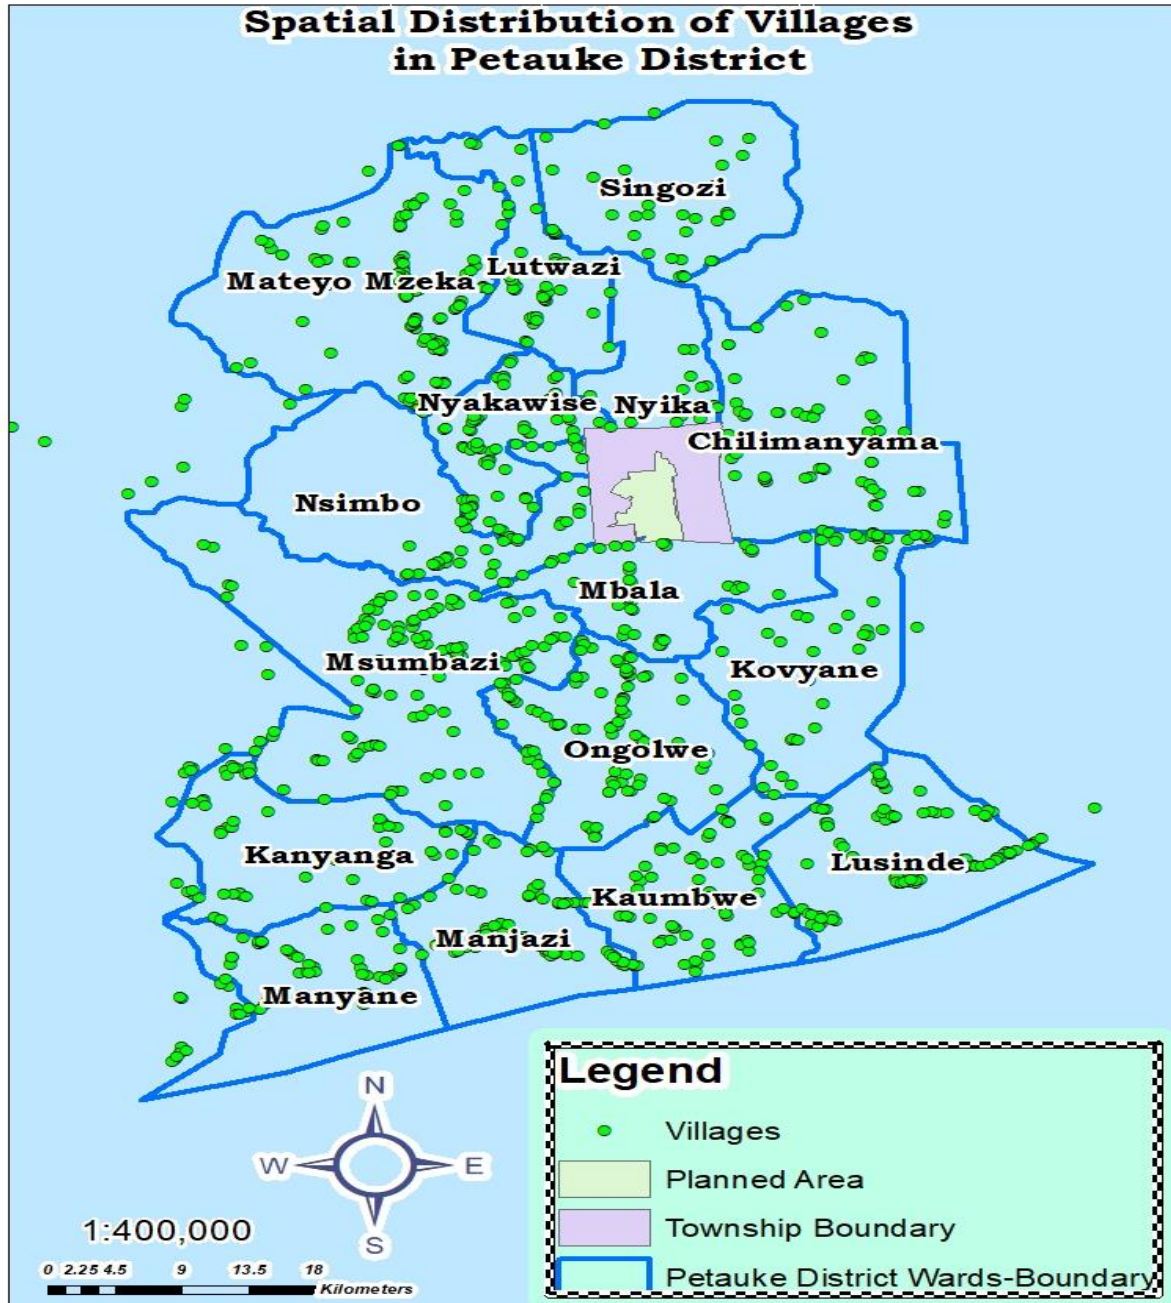 Spatial Distribution of Villages
in Petauke District
Singozi
Lutwazi
Mateyo Mzeka
Nyakawise
Nyika
Chilimanyama
Nsimbo
Mbala
Msumbazi
Kovyane
Ongolwe
Kanyanga
Lusinde
Kaumbwe
Manjazi
Manyane
Legend
Villages
Planned Area
Township Boundary
Petauke District Wards-Boundary
N
W
E
S
1:400,000
0 2.25 4.5 9 13.5 18
Kilometers